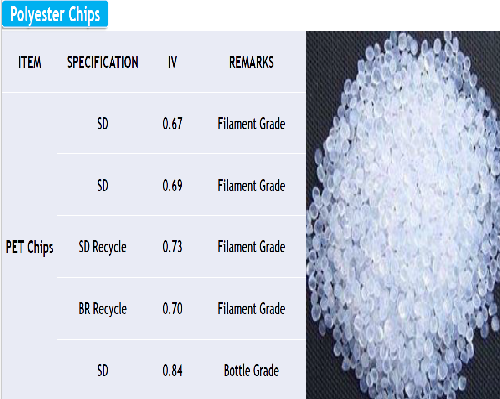 Polyester Chips
ITEM SPECIFICATION IV REMARKS
SD 0.67 Filament Grade
SD 0.69 Filament Grade
PET Chips SD Recycle 0.73 Filament Grade
BR Recycle 0.70 Filament Grade
SD 0.84 Bottle Grade